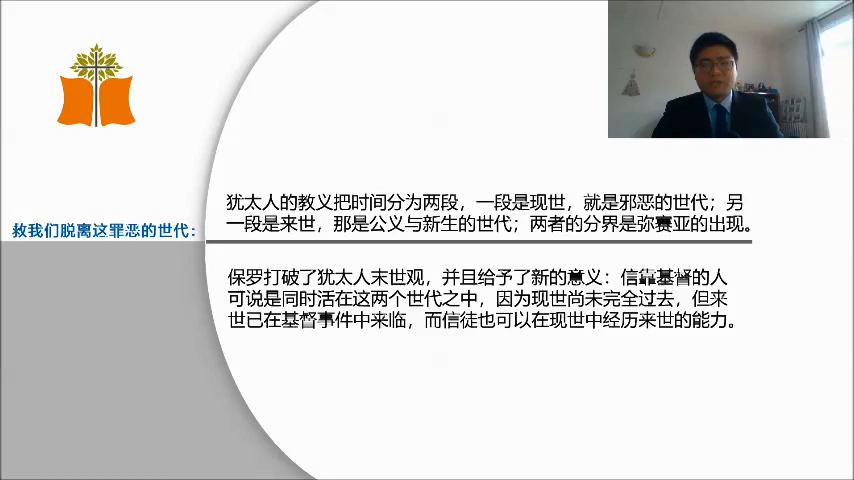 救我们脱离这罪恶的世代：
犹太人的教义把时间分为两段，一段是现世，就是邪恶的世代；另
一段是来世，那是公义与新生的世代；两者的分界是弥赛亚的出现。
保罗打破了犹太人末世观，并且给予了新的意义：信靠基督的人
可说是同时活在这两个世代之中，因为现世尚未完全过去，但来
世已在基督事件中来临，而信徒也可以在现世中经历来世的能力。